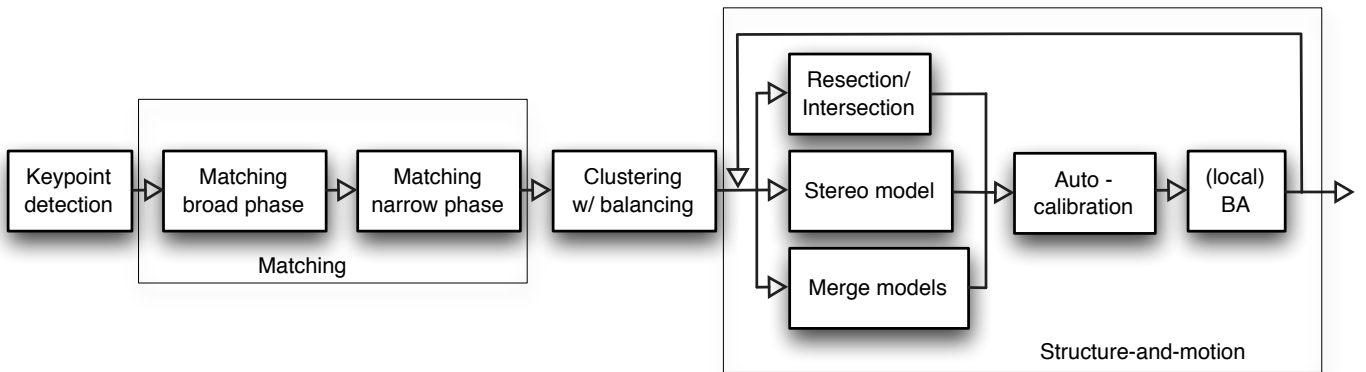 Keypoint
detection
Matching
broad phase
Matching
narrow phase
Matching
Clustering
w/ balancing
Resection/
Intersection
Stereo model
Merge models
Auto -
calibration
(local)
BA
Structure-and-motion